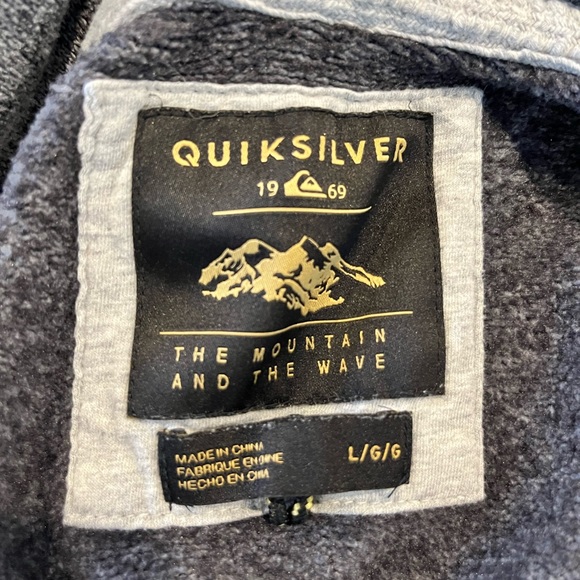 QUIKSILVER
19 69
THE MOUNTAIN
AND THE WAVE
MADE IN CHINA
FABRIQUE EN CHINE
HECHO EN CHINA
L/G/G